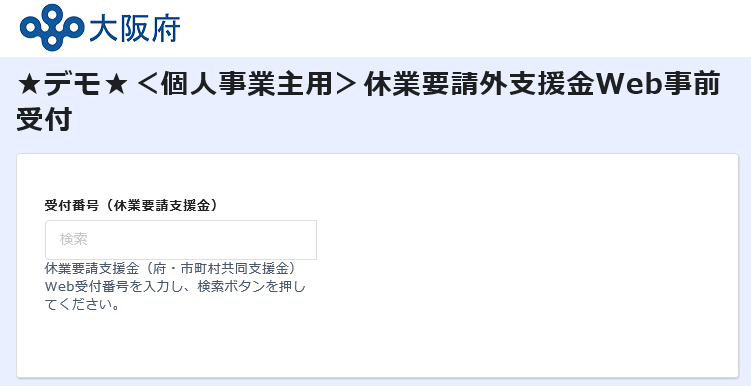 大阪府
★デモ★＜個人事業主用＞休業要請外支援金Web事前
受付
受付番号（休業要請支援金）
検索
休業要請支援金（府・市町村共同支援金）
Web受付番号を入力し、検索ボタンを押し
てください。